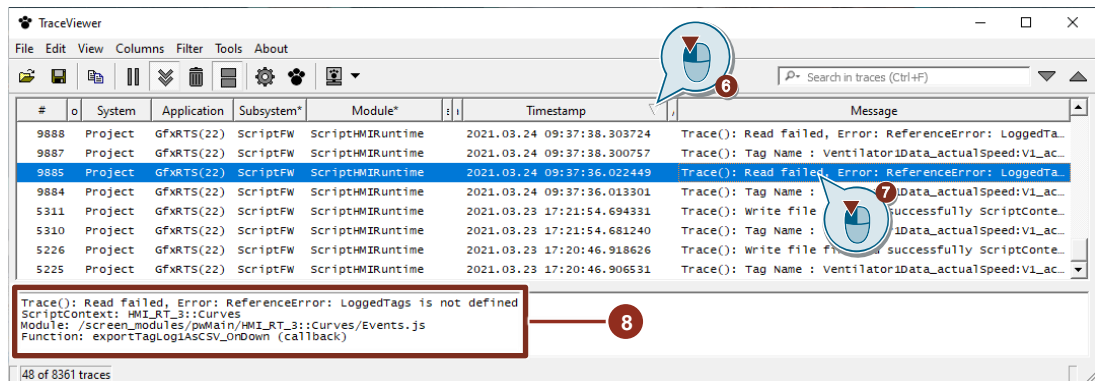 TraceViewer
File Edit View Columns Filter Tools About
Search in traces (Ctrl+F)
6
# o System Application Subsystem* Module* Timestamp Message
9888 Project GfxRTS(22) ScriptFW ScriptHMIRuntime 2021.03.24 09:37:38.303724 Trace(): Read failed, Error: ReferenceError: LoggedTa…
9887 Project GfxRTS(22) ScriptFW ScriptHMIRuntime 2021.03.24 09:37:38.300757 Trace(): Tag Name : Ventilator1Data_actualSpeed:V1_ac…
9885 Project GfxRTS(22) ScriptFW ScriptHMIRuntime 2021.03.24 09:37:36.022449 Trace(): Read failed, Error: ReferenceError: LoggedTa…
7
9884 Project GfxRTS(22) ScriptFW ScriptHMIRuntime 2021.03.24 09:37:36.013301 Trace(): Tag Name : Data_actualSpeed:V1_ac…
5311 Project GfxRTS(22) ScriptFW ScriptHMIRuntime 2021.03.23 17:21:54.694331 Trace(): Write file successfully ScriptConte…
5310 Project GfxRTS(22) ScriptFW ScriptHMIRuntime 2021.03.23 17:21:54.681240 Trace(): Tag Name : Data_actualSpeed:V1_ac…
5226 Project GfxRTS(22) ScriptFW ScriptHMIRuntime 2021.03.23 17:20:46.918626 Trace(): Write file successfully ScriptConte…
5225 Project GfxRTS(22) ScriptFW ScriptHMIRuntime 2021.03.23 17:20:46.906531 Trace(): Tag Name : Ventilator1Data_actualSpeed:V1_ac…
Trace(): Read failed, Error: ReferenceError: LoggedTags is not defined
ScriptContext: HMI_RT_3::Curves
Module: /screen_modules/pwMain/HMI_RT_3::Curves/Events.js
Function: exportTagLog1AsCSV_OnDown (callback)
8
48 of 8361 traces